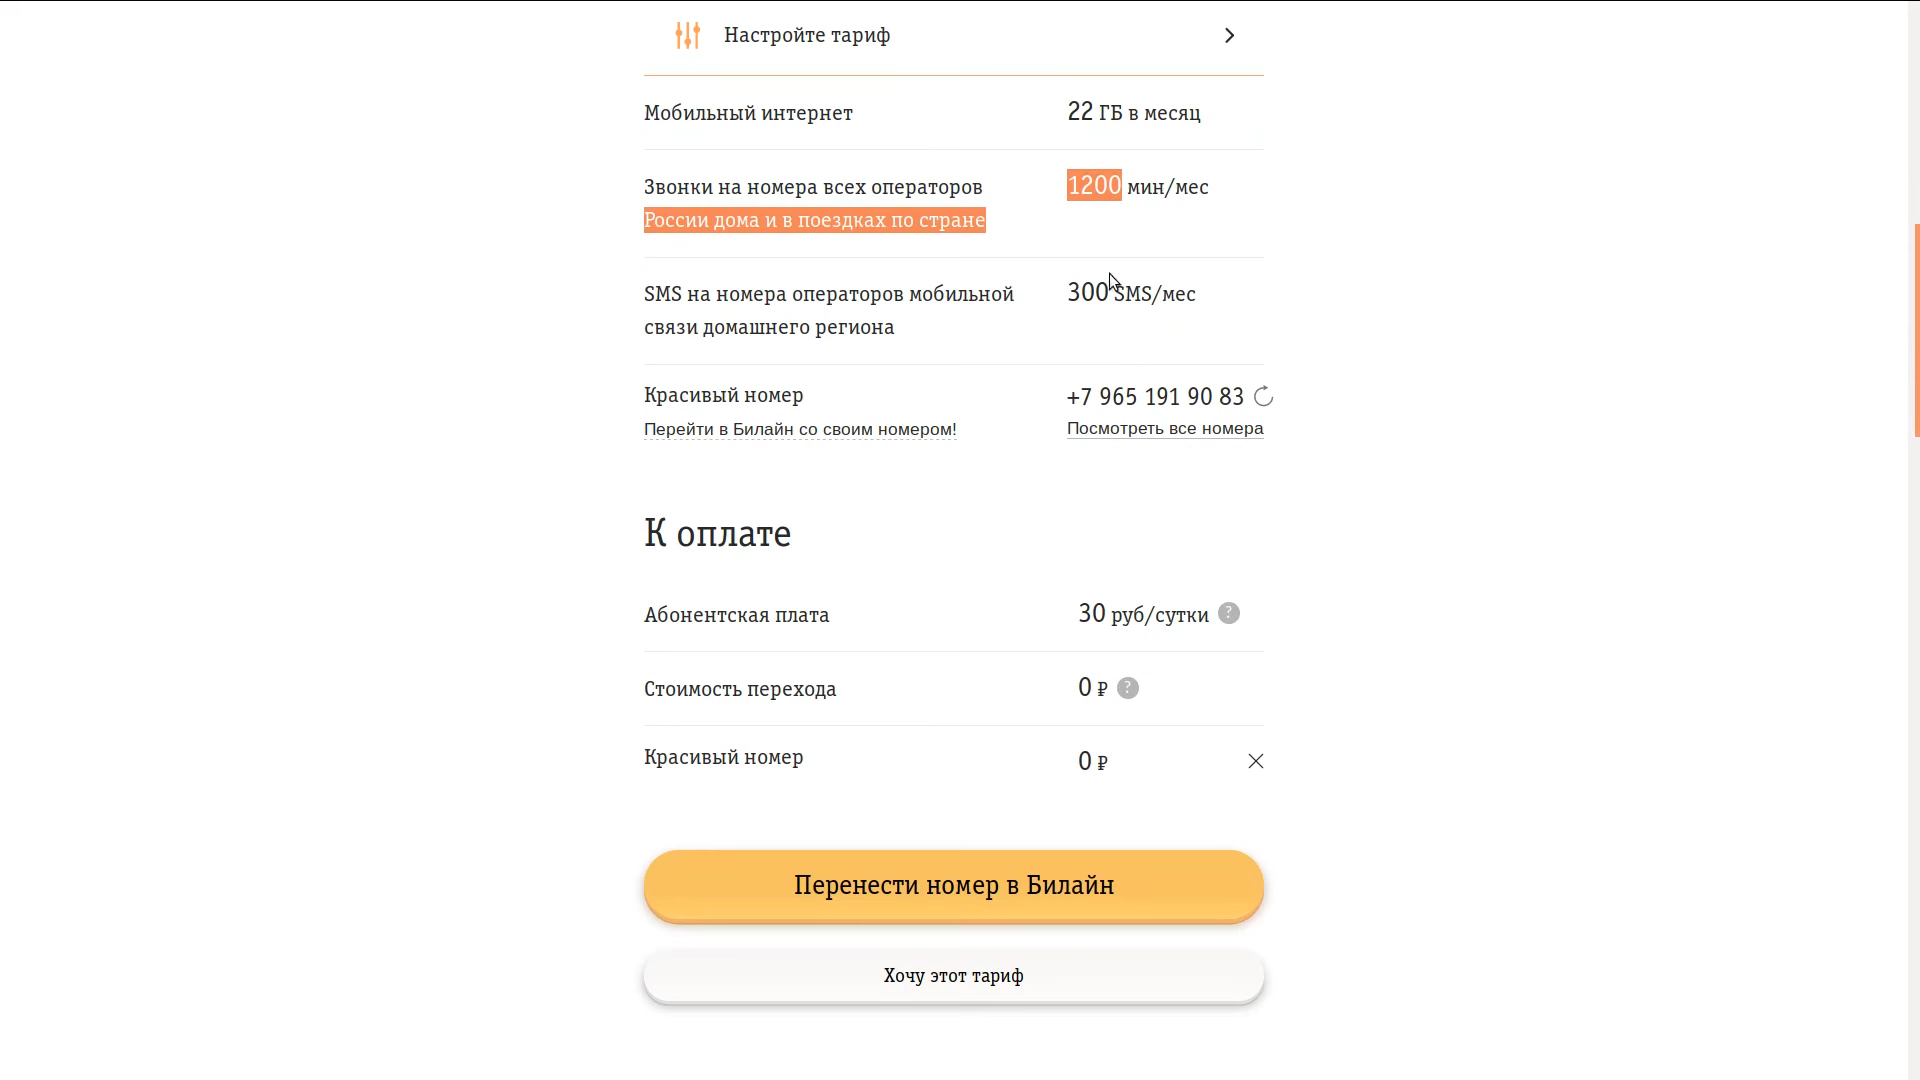 Настройте тариф
Мобильный интернет
22 ГБ в месяц
Звонки на номера всех операторов
России дома и в поездках по стране
1200 мин/мес
SMS на номера операторов мобильной
связи домашнего региона
300 SMS/мес
Красивый номер
Перейти в Билайн со своим номером!
+7 965 191 90 83
Посмотреть все номера
К оплате
Абонентская плата
30 руб/сутки ?
Стоимость перехода
0 ₽ ?
Красивый номер
0 ₽
Перенести номер в Билайн
Хочу этот тариф